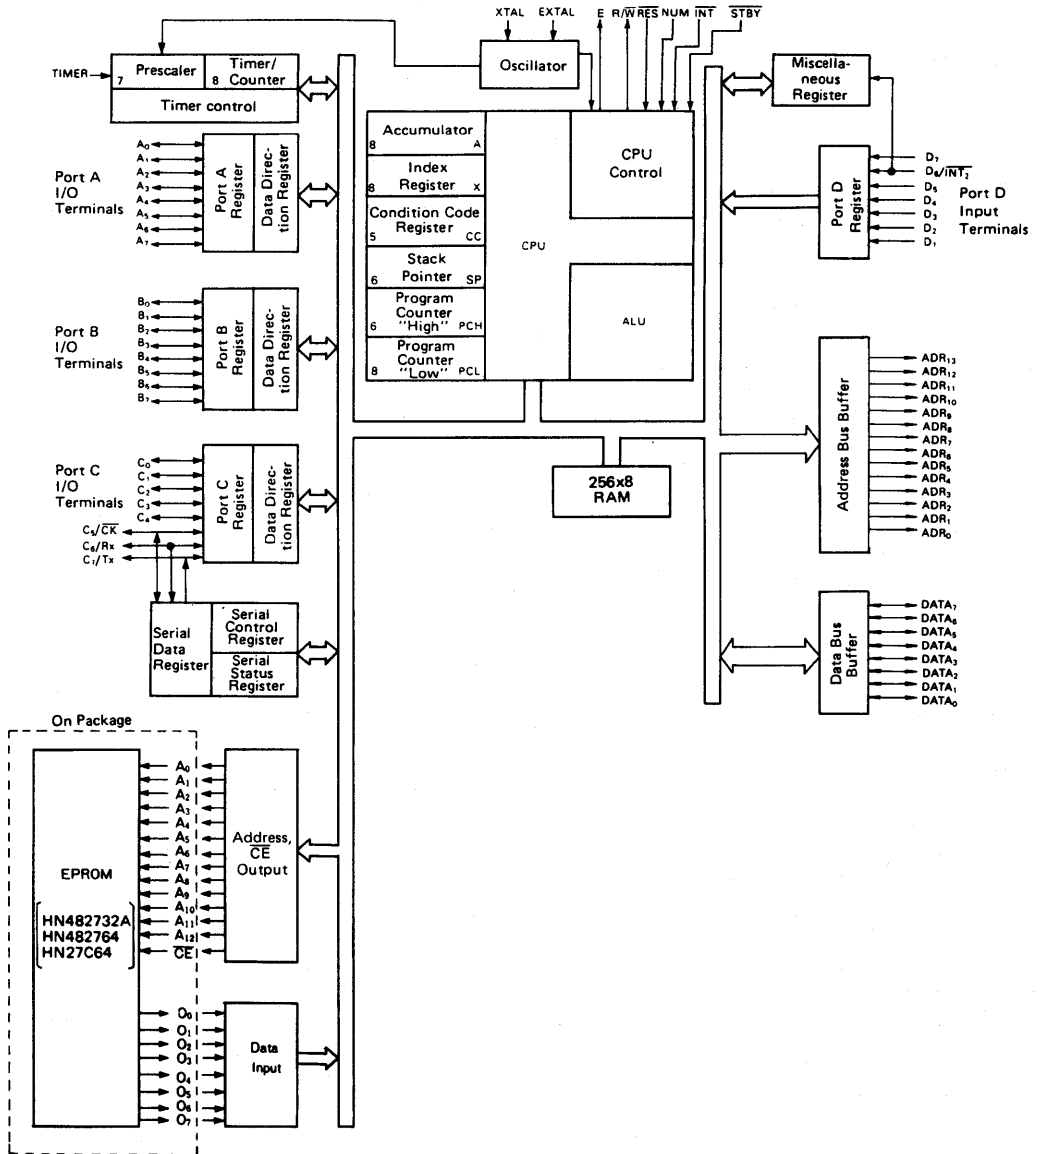 XTAL EXTAL E R/W̅ R̅E̅S̅ NUM I̅N̅T̅ S̅T̅B̅Y̅
TIMER
7 Prescaler
8 Timer/
Counter
Timer control
Oscillator
Miscella-
neous
Register
Port A
I/O
Terminals
A₀
A₁
A₂
A₃
A₄
A₅
A₆
A₇
Port A
Register
Data Direc-
tion Register
Accumulator
8 A
Index
Register
8 X
Condition Code
Register
5 CC
Stack
Pointer
6 SP
Program
Counter
6 "High" PCH
Program
Counter
8 "Low" PCL
CPU
CPU
Control
ALU
Port D
Register
D₇
D₆/I̅N̅T̅₂
D₅
D₄
D₃
D₂
D₁
Port D
Input
Terminals
Port B
I/O
Terminals
B₀
B₁
B₂
B₃
B₄
B₅
B₆
B₇
Port B
Register
Data Direc-
tion Register
Address Bus Buffer
ADR₁₃
ADR₁₂
ADR₁₁
ADR₁₀
ADR₉
ADR₈
ADR₇
ADR₆
ADR₅
ADR₄
ADR₃
ADR₂
ADR₁
ADR₀
Port C
I/O
Terminals
C₀
C₁
C₂
C₃
C₄
C₅/C̅K̅
C₆/Rx
C₇/Tx
Port C
Register
Data Direc-
tion Register
256x8
RAM
Serial
Data
Register
Serial
Control
Register
Serial
Status
Register
Data Bus
Buffer
DATA₇
DATA₆
DATA₅
DATA₄
DATA₃
DATA₂
DATA₁
DATA₀
On Package
EPROM
HN482732A
HN482764
HN27C64
A₀
A₁
A₂
A₃
A₄
A₅
A₆
A₇
A₈
A₉
A₁₀
A₁₁
A₁₂
C̅E̅
Address,
C̅E̅
Output
O₀
O₁
O₂
O₃
O₄
O₅
O₆
O₇
Data
Input